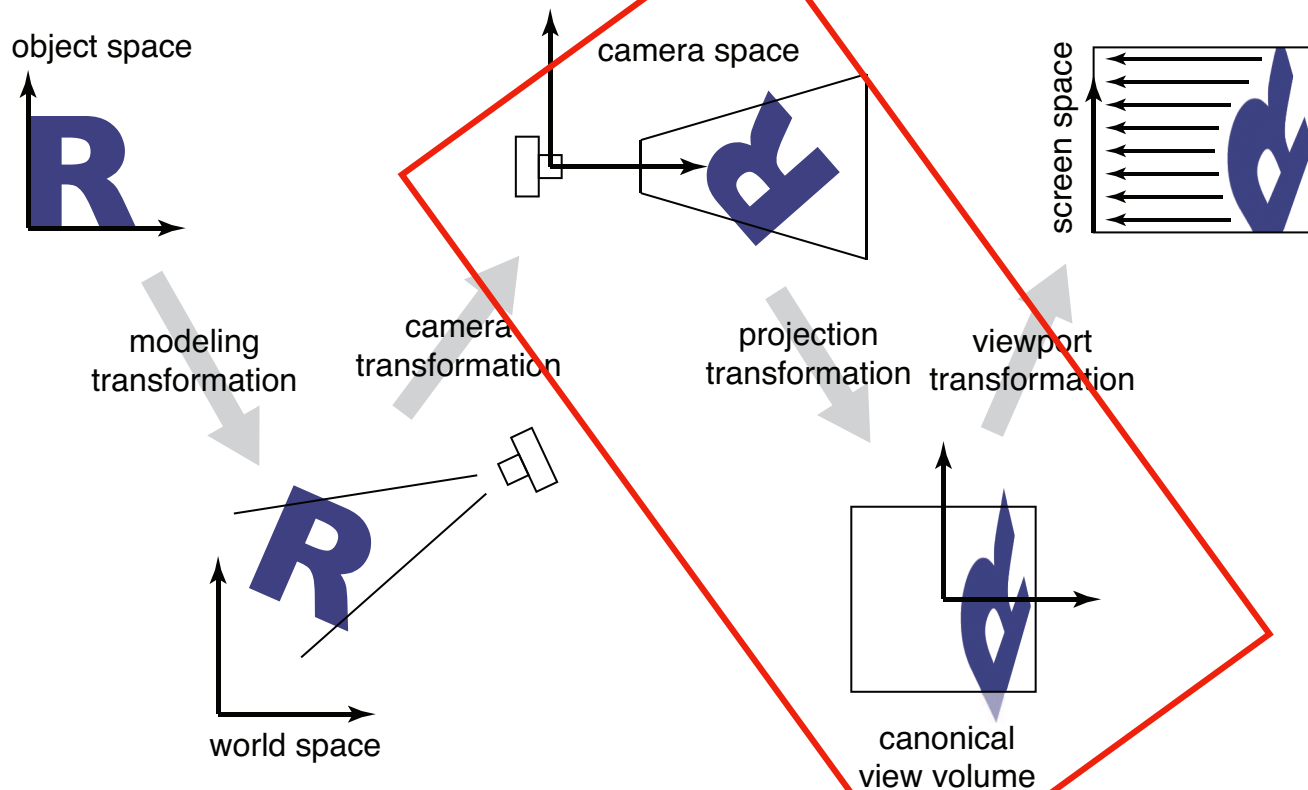 object space
camera space
screen space
modeling
transformation
camera
transformation
projection
transformation
viewport
transformation
R
R
R
R
R
world space
canonical
view volume